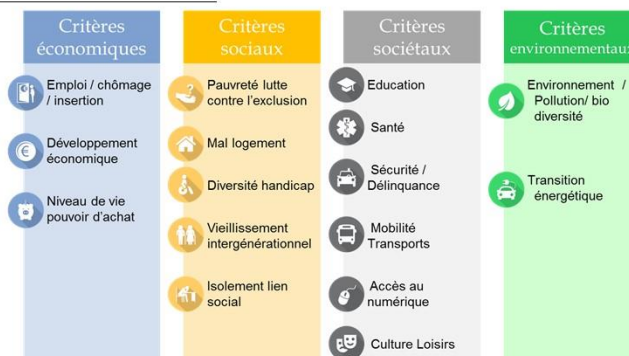 Critères
économiques
Emploi / chômage
/ insertion
Développement
économique
Niveau de vie
pouvoir d'achat
Critères
sociaux
Pauvreté lutte
contre l'exclusion
Mal logement
Diversité handicap
Vieillissement
intergénérationnel
Isolement lien
social
Critères
sociétaux
Education
Santé
Sécurité /
Délinquance
Mobilité
Transports
Accès au
numérique
Culture Loisirs
Critères
environnementaux
Environnement /
Pollution/ bio
diversité
Transition
énergétique